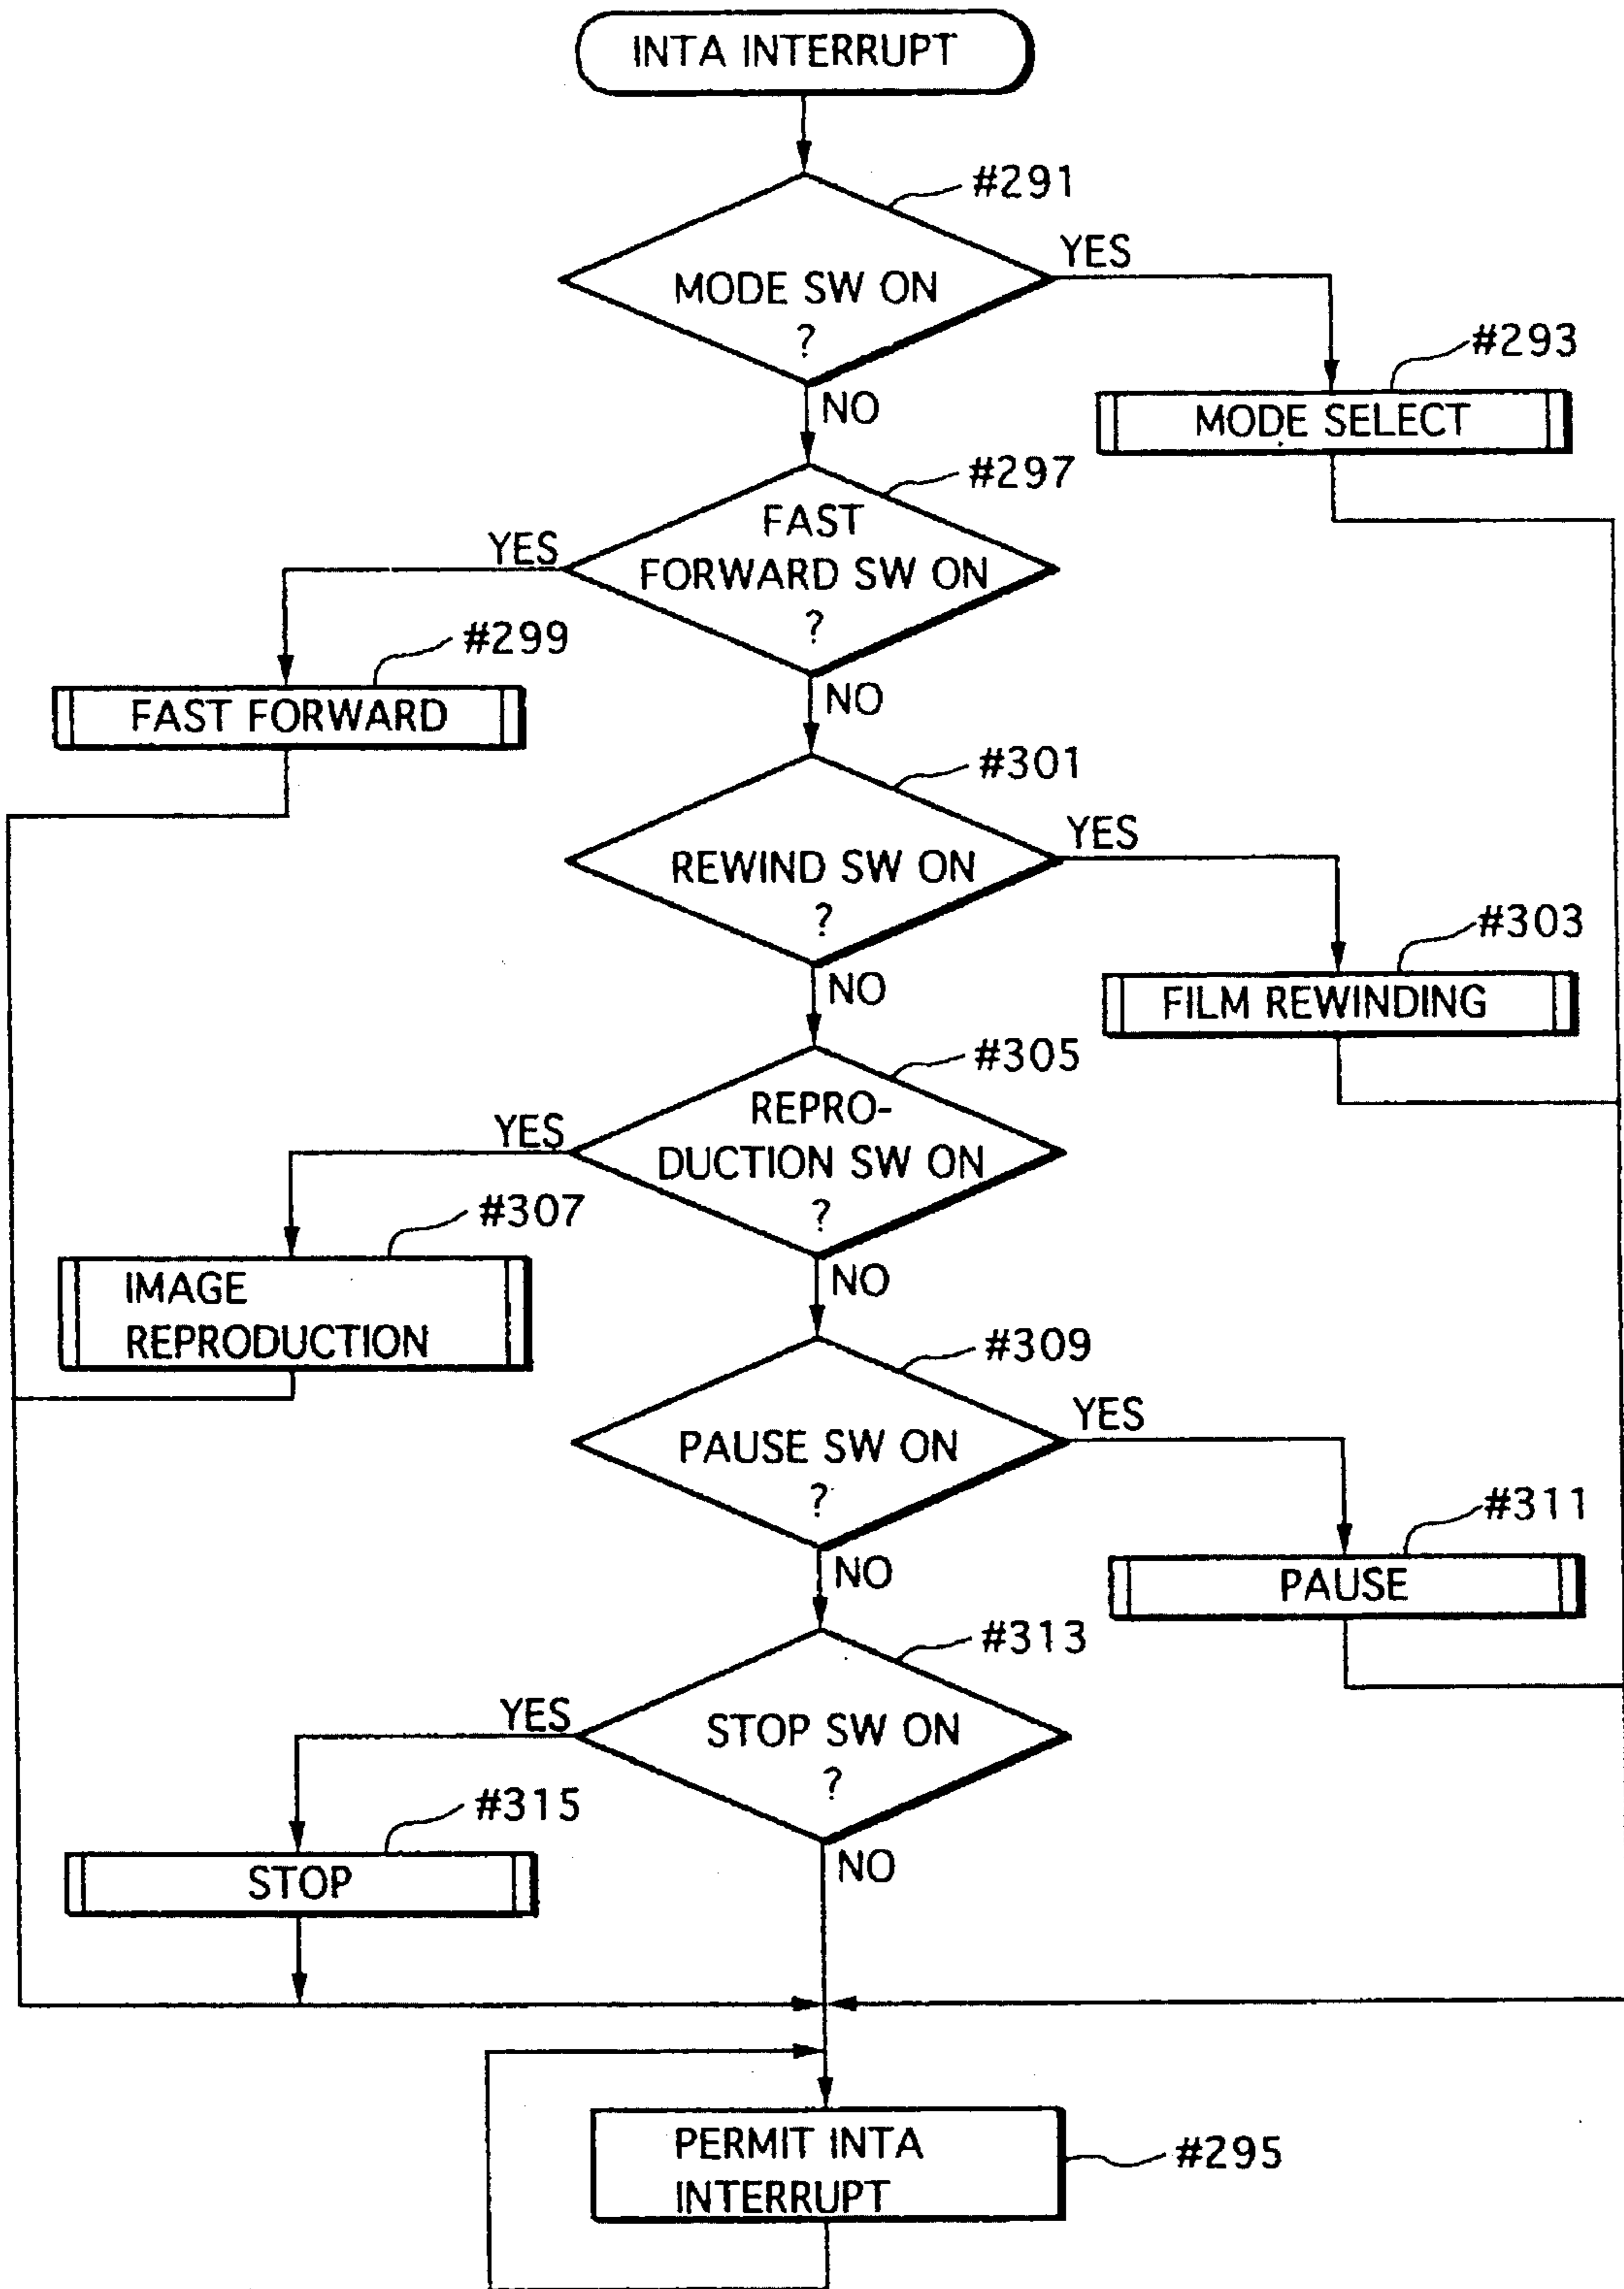 INTA INTERRUPT
#291
MODE SW ON
?
YES
NO
#293
MODE SELECT
#297
FAST
FORWARD SW ON
?
YES
NO
#299
FAST FORWARD
#301
REWIND SW ON
?
YES
NO
#303
FILM REWINDING
#305
REPRO-
DUCTION SW ON
?
YES
NO
#307
IMAGE
REPRODUCTION
#309
PAUSE SW ON
?
YES
NO
#311
PAUSE
#313
STOP SW ON
?
YES
NO
#315
STOP
PERMIT INTA
INTERRUPT
#295